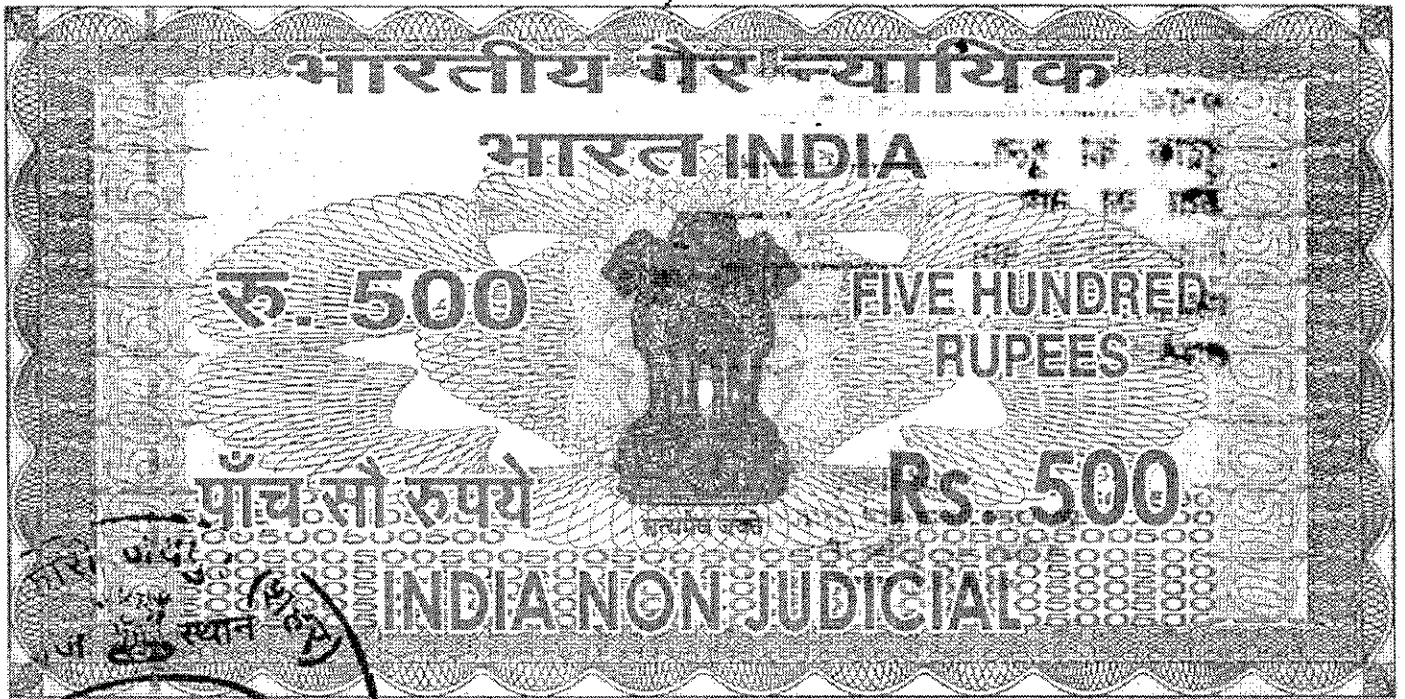 भारतीय गैर न्यायिक
भारत INDIA
रु. 500
FIVE HUNDRED
RUPEES
पाँच सौ रुपये
Rs. 500
सत्यमेव जयते
INDIA NON JUDICIAL
स्थान